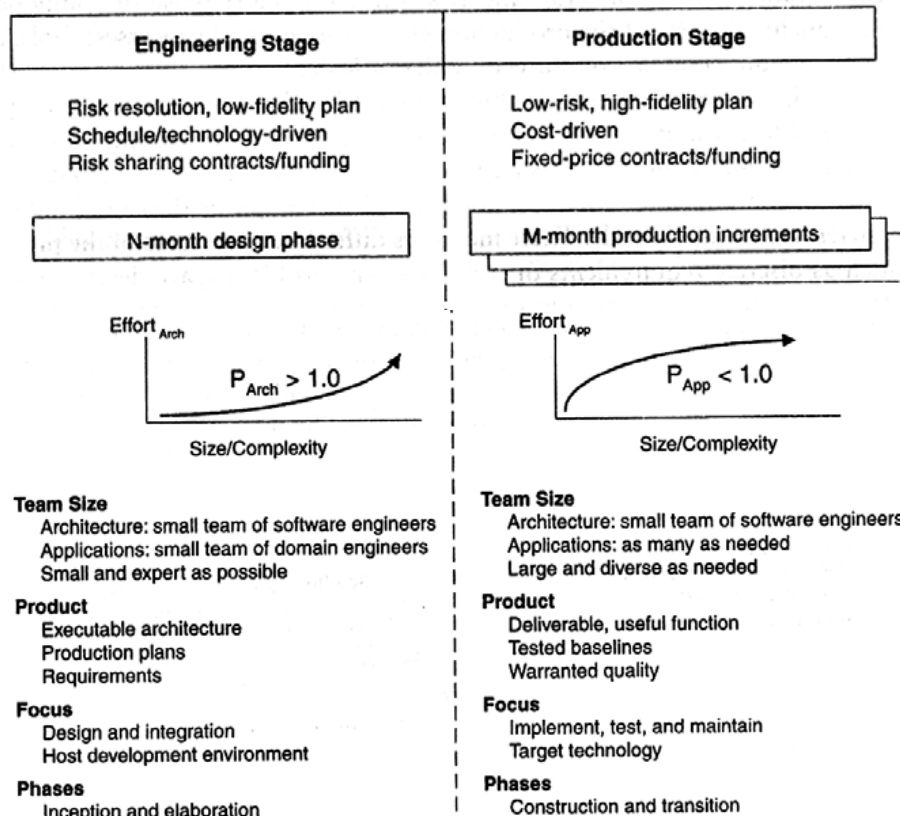 Engineering Stage
Risk resolution, low-fidelity plan
Schedule/technology-driven
Risk sharing contracts/funding
N-month design phase
Effort Arch
P Arch > 1.0
Size/Complexity
Team Size
Architecture: small team of software engineers
Applications: small team of domain engineers
Small and expert as possible
Product
Executable architecture
Production plans
Requirements
Focus
Design and integration
Host development environment
Phases
Inception and elaboration
Production Stage
Low-risk, high-fidelity plan
Cost-driven
Fixed-price contracts/funding
M-month production increments
Effort App
P App < 1.0
Size/Complexity
Team Size
Architecture: small team of software engineers
Applications: as many as needed
Large and diverse as needed
Product
Deliverable, useful function
Tested baselines
Warranted quality
Focus
Implement, test, and maintain
Target technology
Phases
Construction and transition